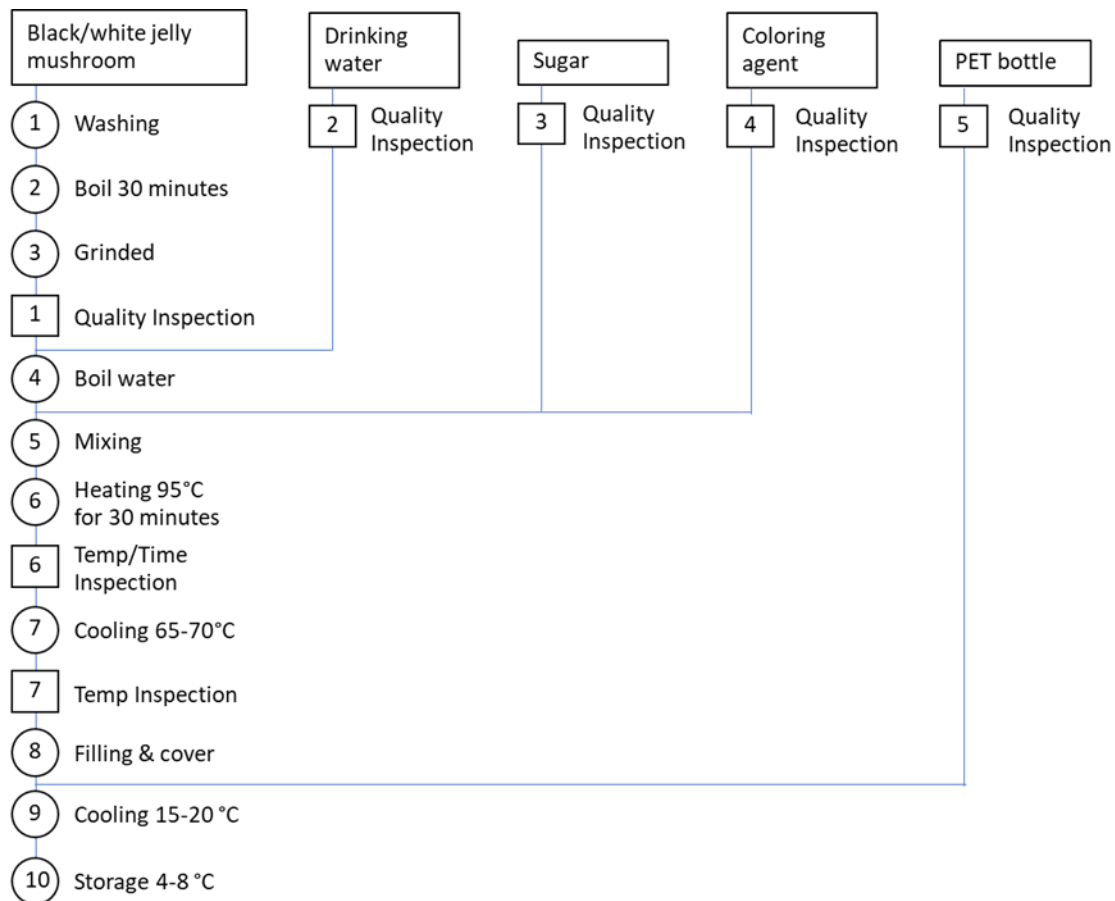 Black/white jelly
mushroom
Drinking
water
Sugar
Coloring
agent
PET bottle
1 Washing
2 Quality
Inspection
3 Quality
Inspection
4 Quality
Inspection
5 Quality
Inspection
2 Boil 30 minutes
3 Grinded
1 Quality Inspection
4 Boil water
5 Mixing
6 Heating 95°C
for 30 minutes
6 Temp/Time
Inspection
7 Cooling 65-70°C
7 Temp Inspection
8 Filling & cover
9 Cooling 15-20 °C
10 Storage 4-8 °C